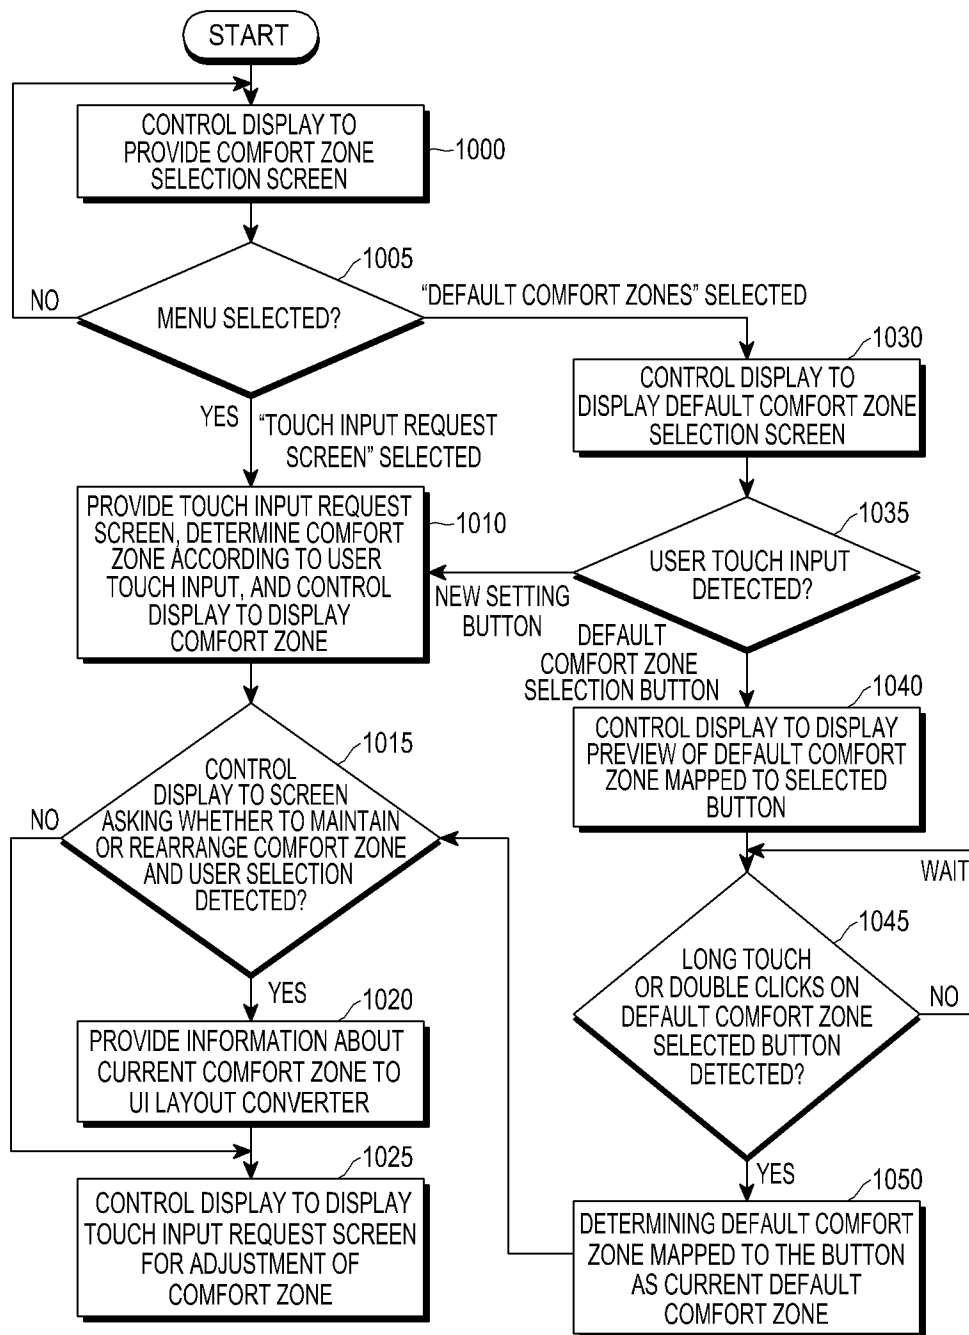 START
CONTROL DISPLAY TO
PROVIDE COMFORT ZONE
SELECTION SCREEN
1000
1005
NO
MENU SELECTED?
"DEFAULT COMFORT ZONES" SELECTED
YES
"TOUCH INPUT REQUEST
SCREEN" SELECTED
1030
CONTROL DISPLAY TO
DISPLAY DEFAULT COMFORT ZONE
SELECTION SCREEN
PROVIDE TOUCH INPUT REQUEST
SCREEN, DETERMINE COMFORT
ZONE ACCORDING TO USER
TOUCH INPUT, AND CONTROL
DISPLAY TO DISPLAY
COMFORT ZONE
1010
1035
USER TOUCH INPUT
DETECTED?
NEW SETTING
BUTTON
DEFAULT
COMFORT ZONE
SELECTION BUTTON
1040
CONTROL DISPLAY TO DISPLAY
PREVIEW OF DEFAULT COMFORT
ZONE MAPPED TO SELECTED
BUTTON
1015
CONTROL
DISPLAY TO SCREEN
ASKING WHETHER TO MAINTAIN
OR REARRANGE COMFORT ZONE
AND USER SELECTION
DETECTED?
NO
YES
WAIT
1045
LONG TOUCH
OR DOUBLE CLICKS ON
DEFAULT COMFORT ZONE
SELECTED BUTTON
DETECTED?
NO
YES
1020
PROVIDE INFORMATION ABOUT
CURRENT COMFORT ZONE TO
UI LAYOUT CONVERTER
1025
CONTROL DISPLAY TO DISPLAY
TOUCH INPUT REQUEST SCREEN
FOR ADJUSTMENT OF
COMFORT ZONE
1050
DETERMINING DEFAULT COMFORT
ZONE MAPPED TO THE BUTTON
AS CURRENT DEFAULT
COMFORT ZONE